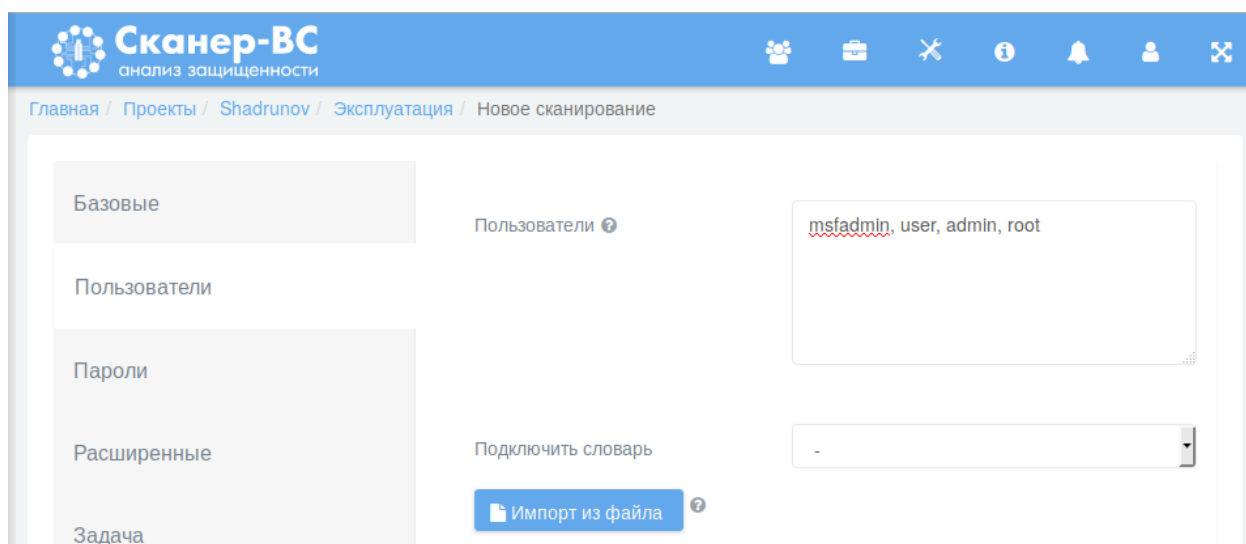 Сканер-ВС
анализ защищенности
Главная / Проекты / Shadrunov / Эксплуатация / Новое сканирование
Базовые
Пользователи
Пароли
Расширенные
Задача
Пользователи
msfadmin, user, admin, root
Подключить словарь
-
Импорт из файла